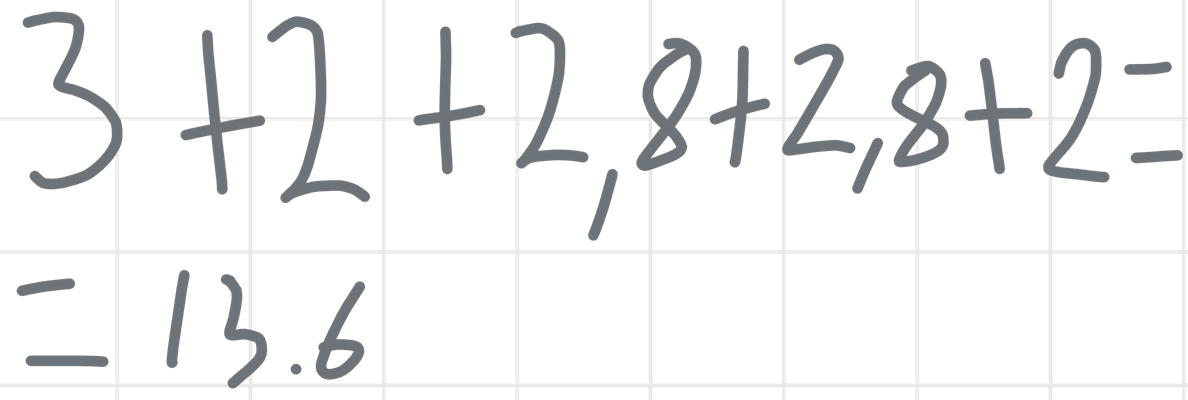 3 + 2 + 2,8 + 2,8 + 2 =
= 13.6